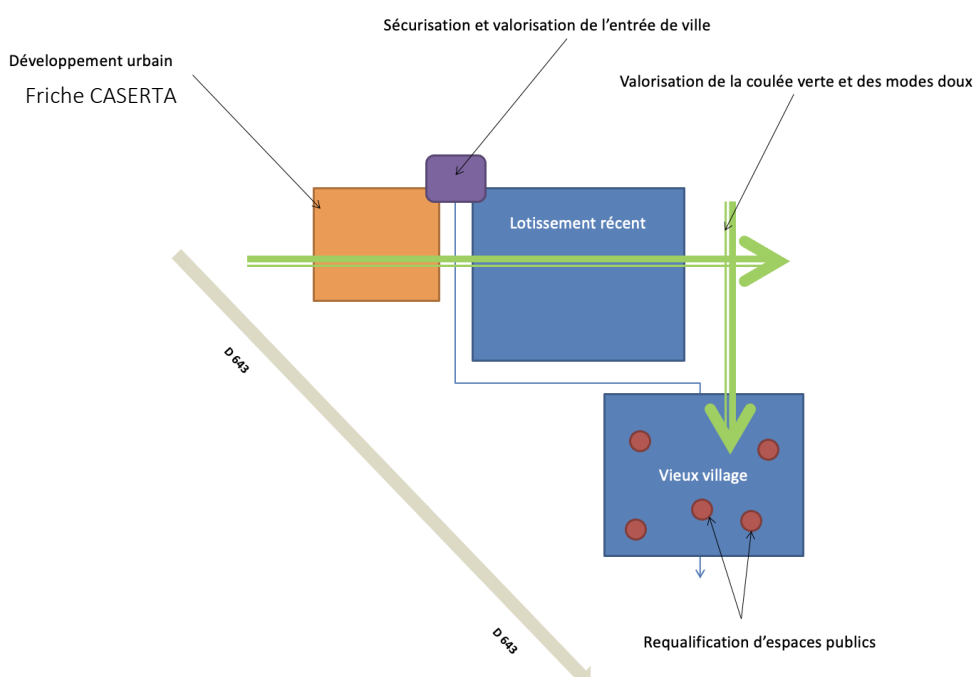 Sécurisation et valorisation de l'entrée de ville
Développement urbain
Friche CASERTA
Valorisation de la coulée verte et des modes doux
Lotissement récent
D 643
Vieux village
D 643
Requalification d'espaces publics